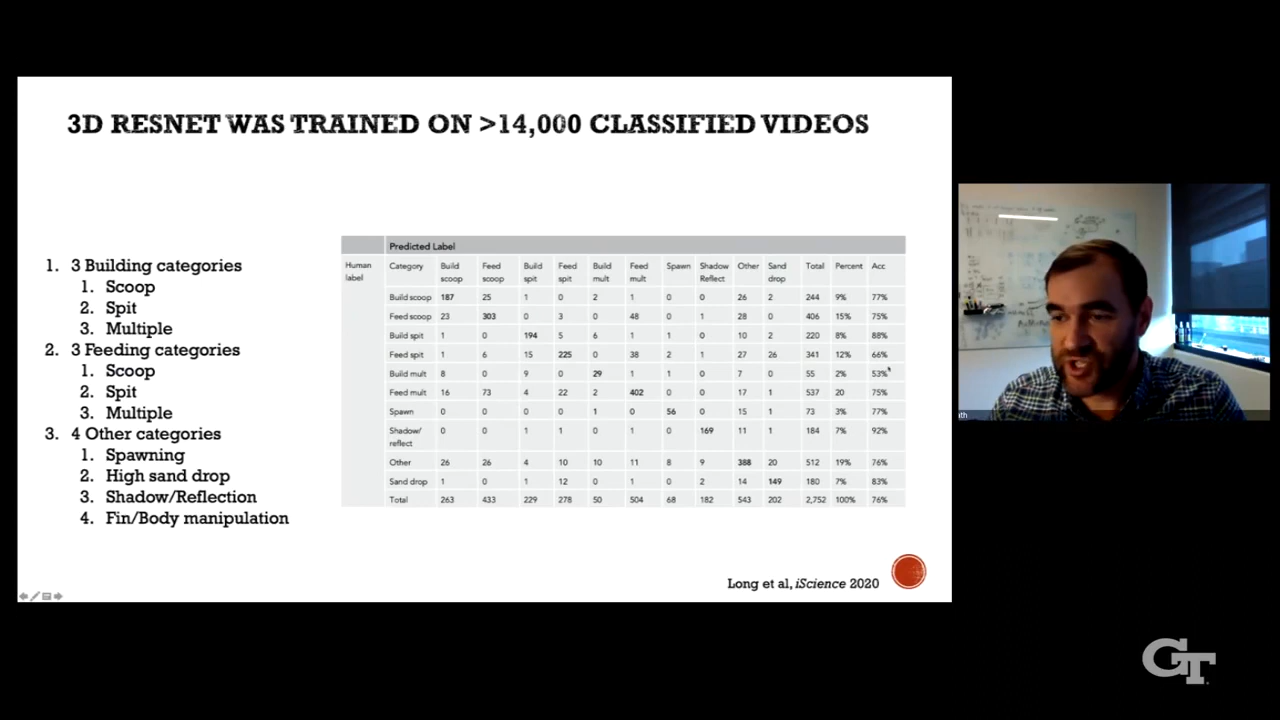 3D RESNET WAS TRAINED ON >14,000 CLASSIFIED VIDEOS
1. 3 Building categories
1. Scoop
2. Spit
3. Multiple
2. 3 Feeding categories
1. Scoop
2. Spit
3. Multiple
3. 4 Other categories
1. Spawning
2. High sand drop
3. Shadow/Reflection
4. Fin/Body manipulation
Predicted Label
Human label Category Build scoop Feed scoop Build spit Feed spit Build mult Feed mult Spawn Shadow Reflect Other Sand drop Total Percent Acc
Build scoop 187 25 1 0 2 1 0 0 26 2 244 9% 77%
Feed scoop 23 303 0 3 0 48 0 1 28 0 406 15% 75%
Build spit 1 0 194 5 6 1 1 0 10 2 220 8% 88%
Feed spit 1 6 15 225 0 38 2 1 27 26 341 12% 66%
Build mult 8 0 9 0 29 1 1 0 7 0 55 2% 53%
Feed mult 16 73 4 22 2 402 0 0 17 1 537 20 75%
Spawn 0 0 0 0 1 0 56 0 15 1 73 3% 77%
Shadow/ reflect 0 0 1 1 0 1 0 169 11 1 184 7% 92%
Other 26 26 4 10 10 11 8 9 388 20 512 19% 76%
Sand drop 1 0 1 12 0 1 0 2 14 149 180 7% 83%
Total 263 433 229 278 50 504 68 182 543 202 2,752 100% 76%
Long et al, iScience 2020
GT